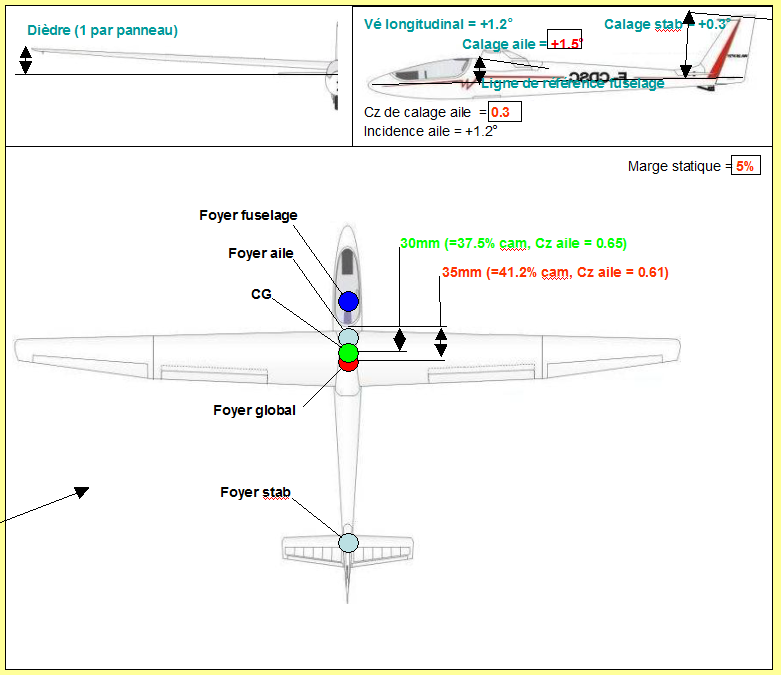 Dièdre (1 par panneau)
Vé longitudinal = +1.2°
Calage stab = +0.3°
Calage aile = +1.5°
F-CDSC
Ligne de référence fuselage
Cz de calage aile = 0.3
Incidence aile = +1.2°
Marge statique = 5%
Foyer fuselage
30mm (=37.5% cam, Cz aile = 0.65)
Foyer aile
35mm (=41.2% cam, Cz aile = 0.61)
CG
Foyer global
Foyer stab